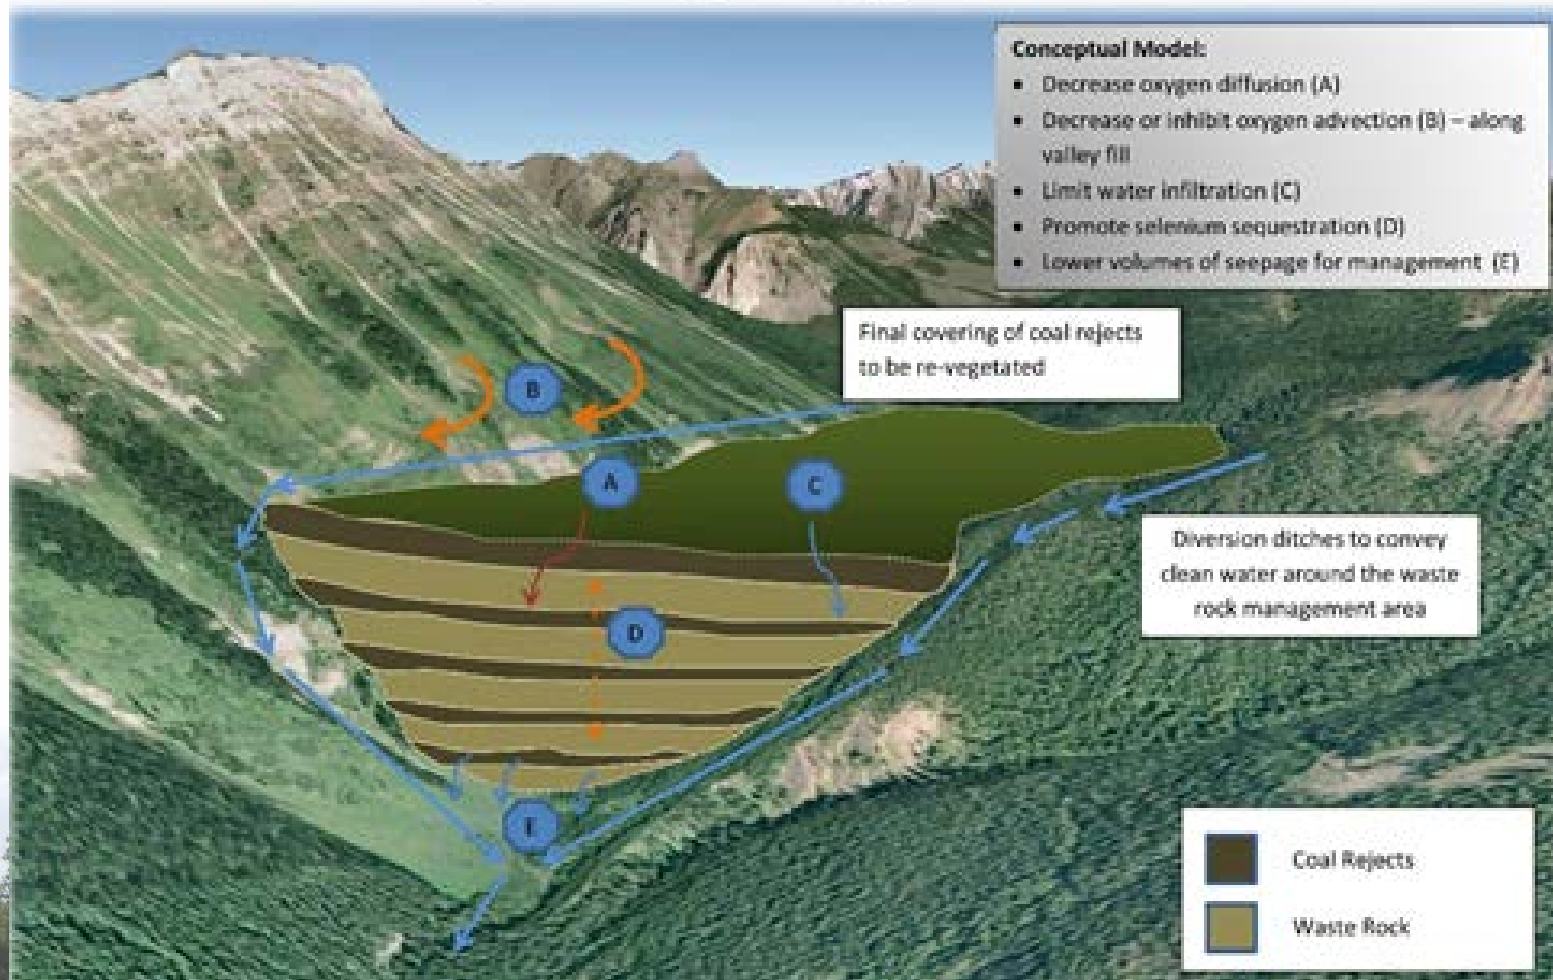 Conceptual Model:
• Decrease oxygen diffusion (A)
• Decrease or inhibit oxygen advection (B) – along
valley fill
• Limit water infiltration (C)
• Promote selenium sequestration (D)
• Lower volumes of seepage for management (E)
Final covering of coal rejects
to be re-vegetated
B
A
C
Diversion ditches to convey
clean water around the waste
rock management area
D
E
Coal Rejects
Waste Rock